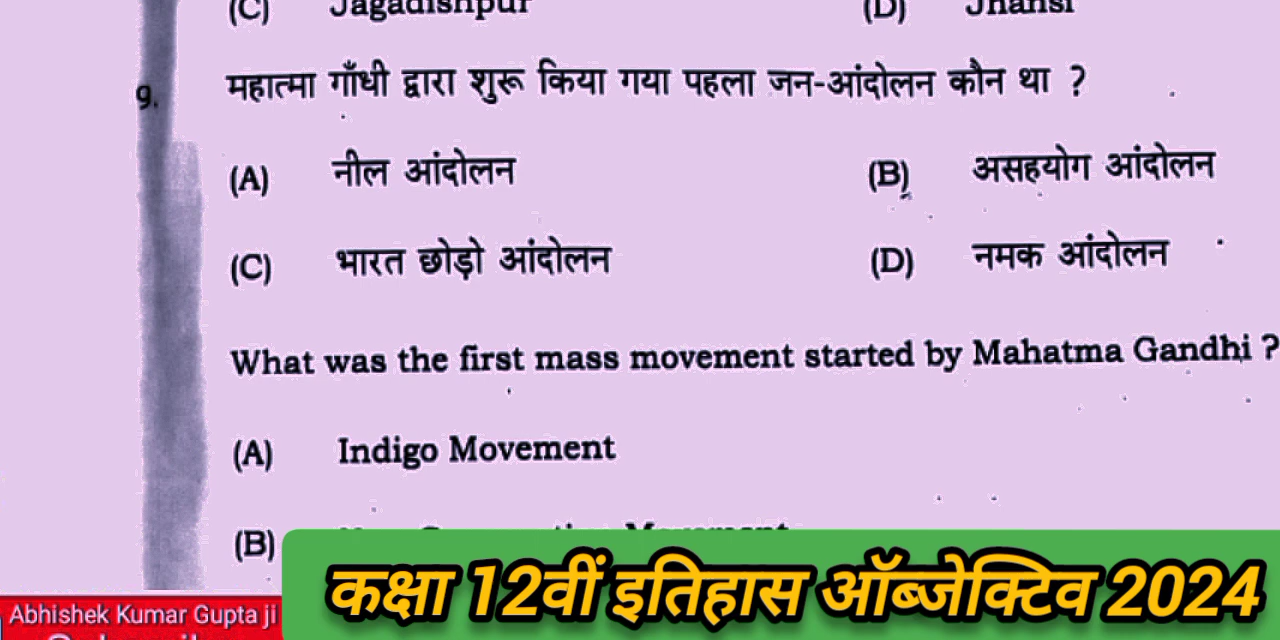 (C) Jagadishpur (D) Jhansi
9. महात्मा गाँधी द्वारा शुरू किया गया पहला जन-आंदोलन कौन था ?
(A) नील आंदोलन (B) असहयोग आंदोलन
(C) भारत छोड़ो आंदोलन (D) नमक आंदोलन
What was the first mass movement started by Mahatma Gandhi ?
(A) Indigo Movement
(B) Movement
कक्षा 12वीं इतिहास ऑब्जेक्टिव 2024
Abhishek Kumar Gupta ji